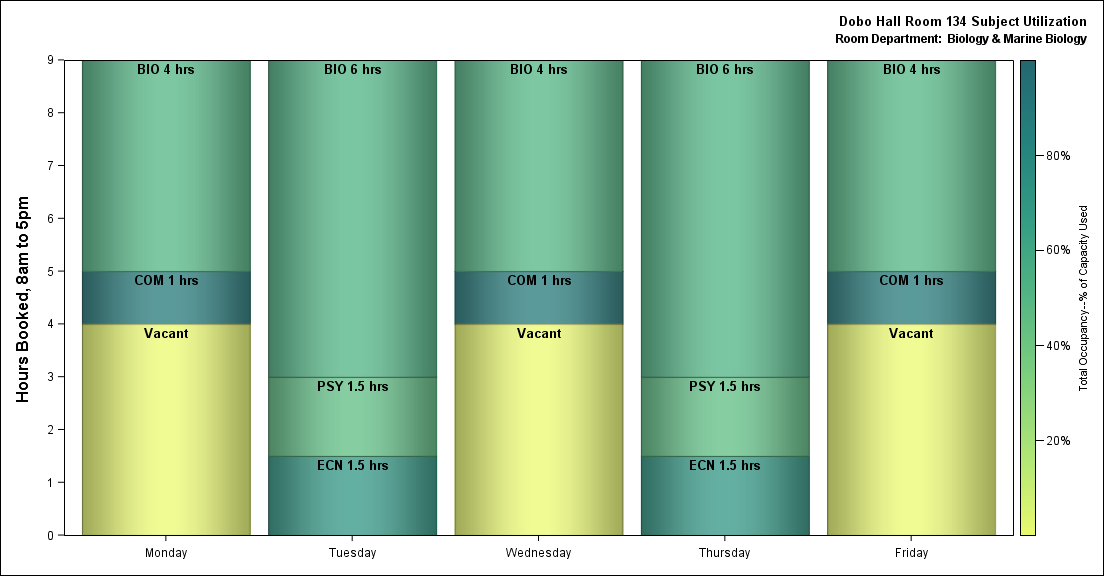 Dobo Hall Room 134 Subject Utilization
Room Department: Biology & Marine Biology
Hours Booked, 8am to 5pm
9
8
7
6
5
4
3
2
1
0
BIO 4 hrs
COM 1 hrs
Vacant
BIO 6 hrs
PSY 1.5 hrs
ECN 1.5 hrs
BIO 4 hrs
COM 1 hrs
Vacant
BIO 6 hrs
PSY 1.5 hrs
ECN 1.5 hrs
BIO 4 hrs
COM 1 hrs
Vacant
Monday
Tuesday
Wednesday
Thursday
Friday
80%
60%
40%
20%
Total Occupancy--% of Capacity Used